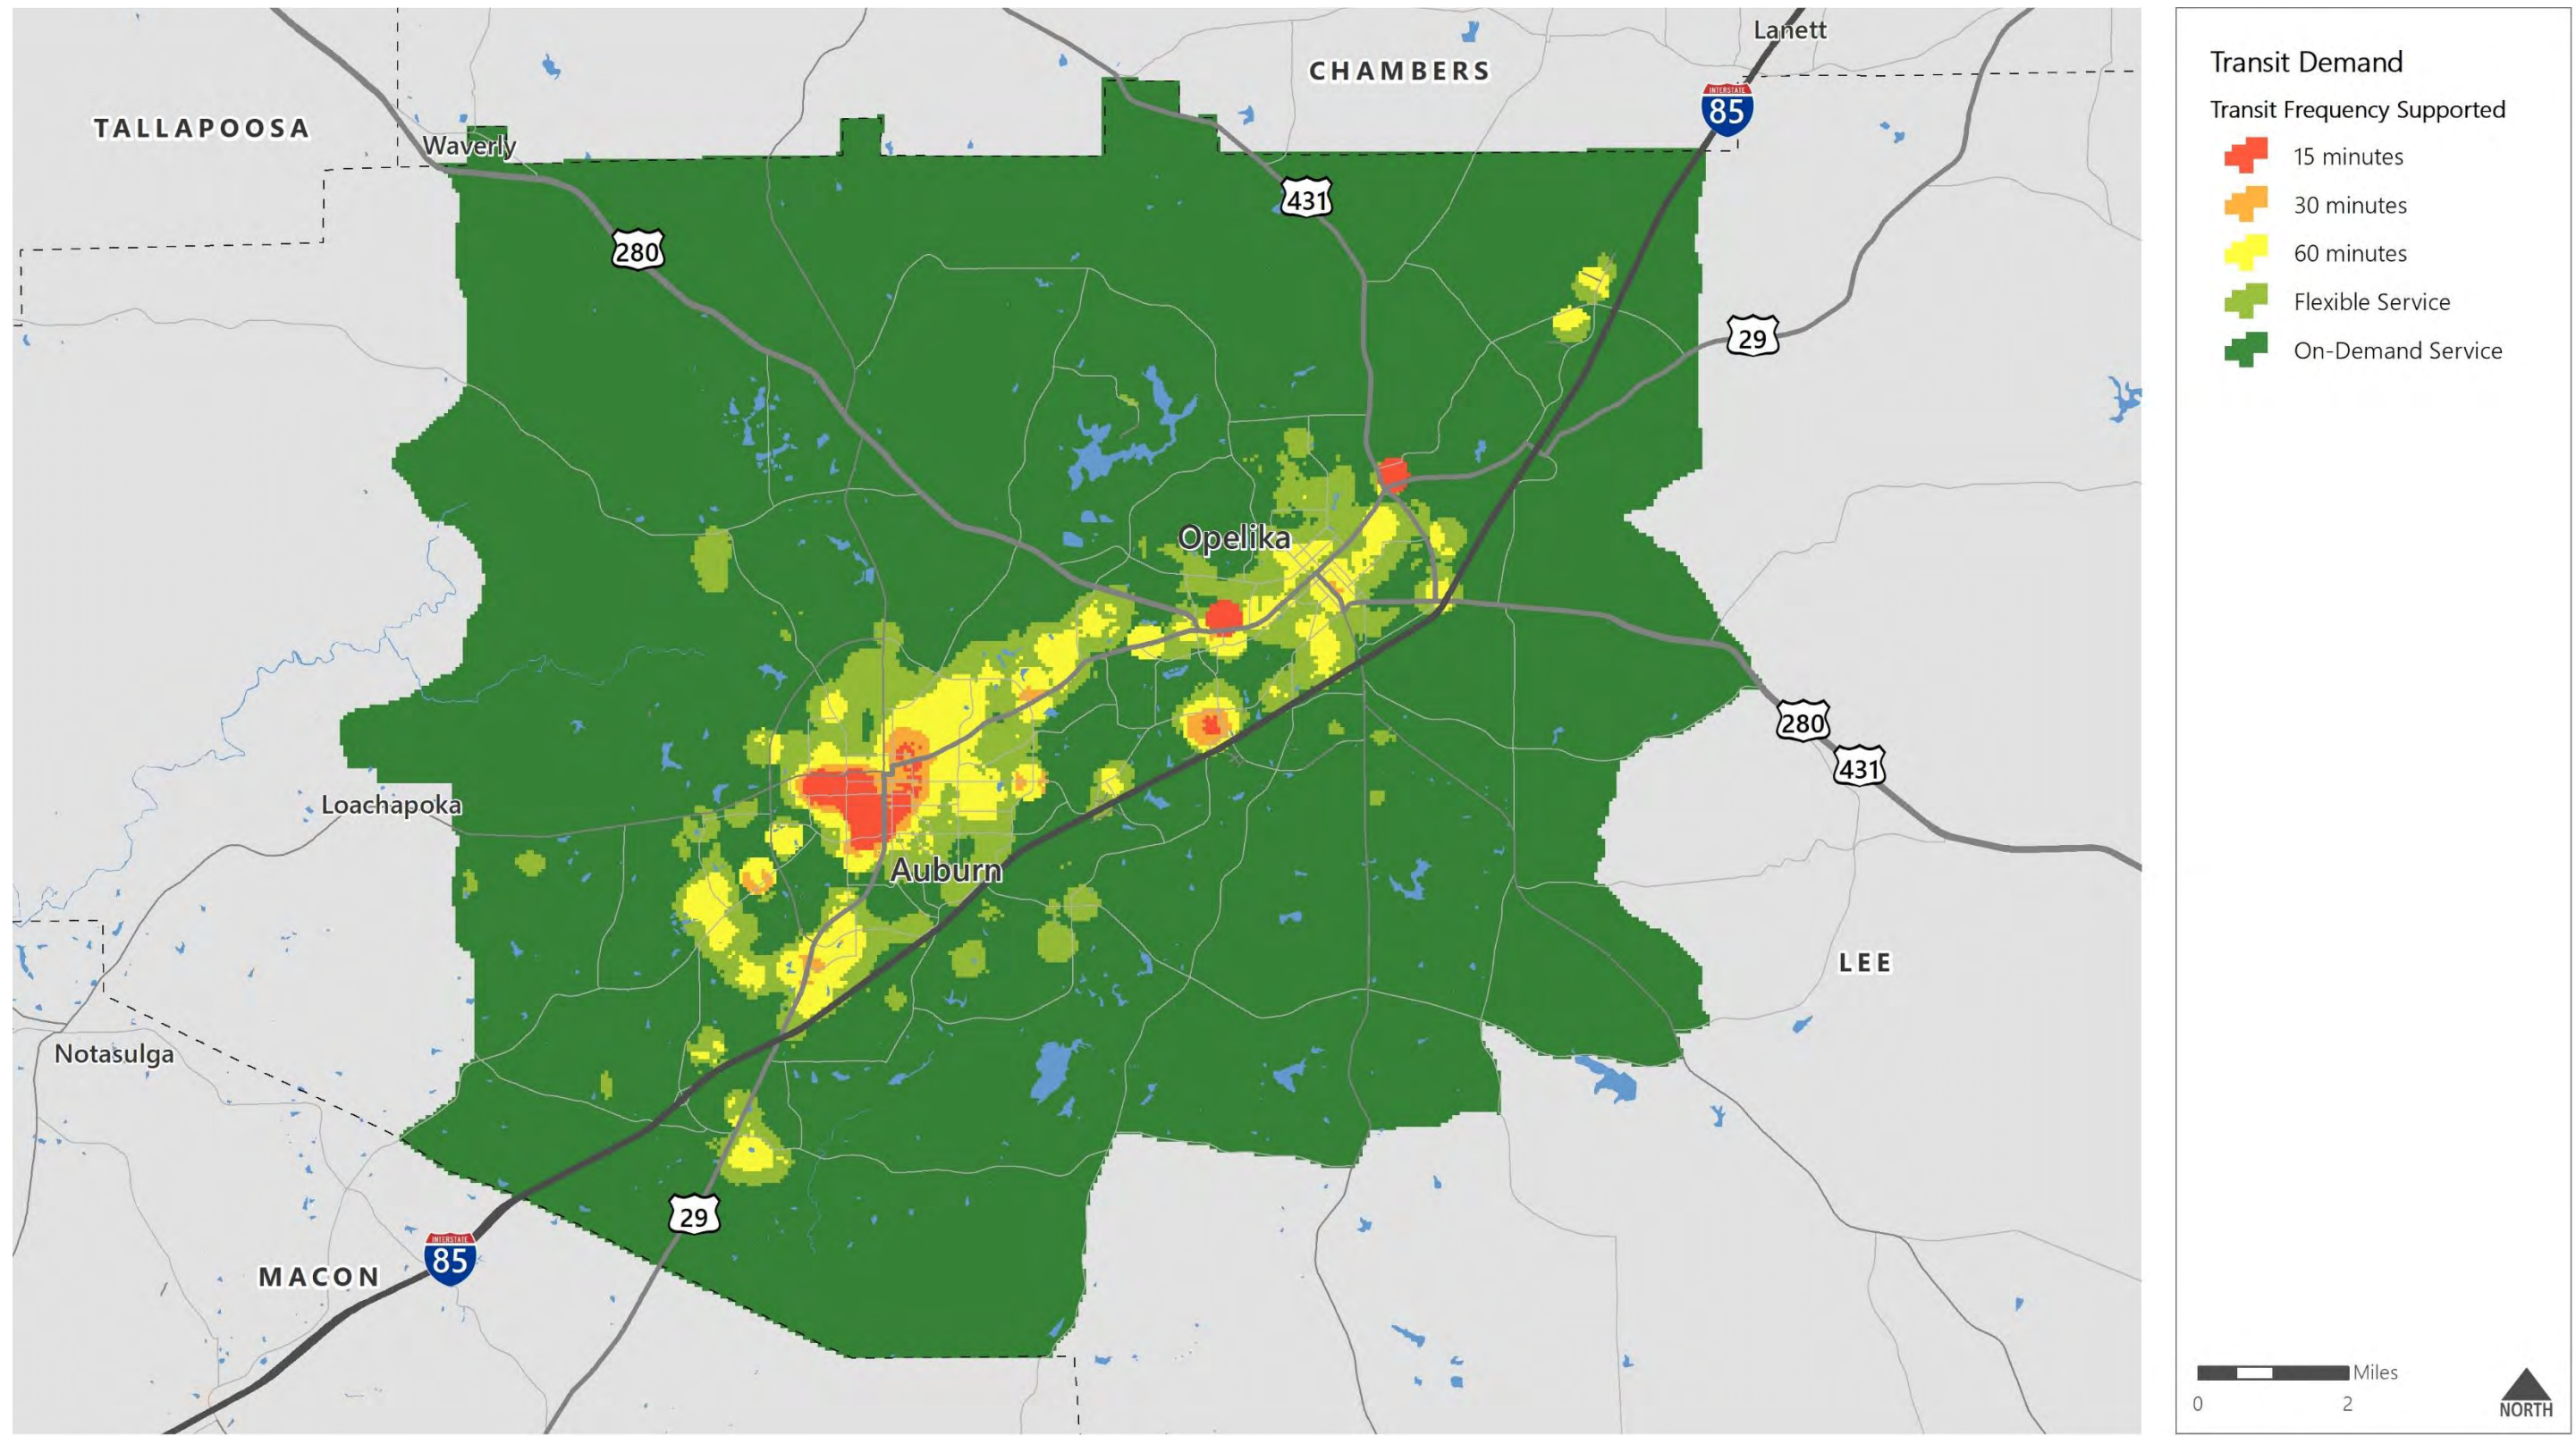 Lanett
CHAMBERS
INTERSTATE
85
TALLAPOOSA
Waverly
431
280
29
Opelika
280
431
Loachapoka
Auburn
LEE
Notasulga
29
INTERSTATE
85
MACON
Transit Demand
Transit Frequency Supported
15 minutes
30 minutes
60 minutes
Flexible Service
On-Demand Service
Miles
0 2
NORTH